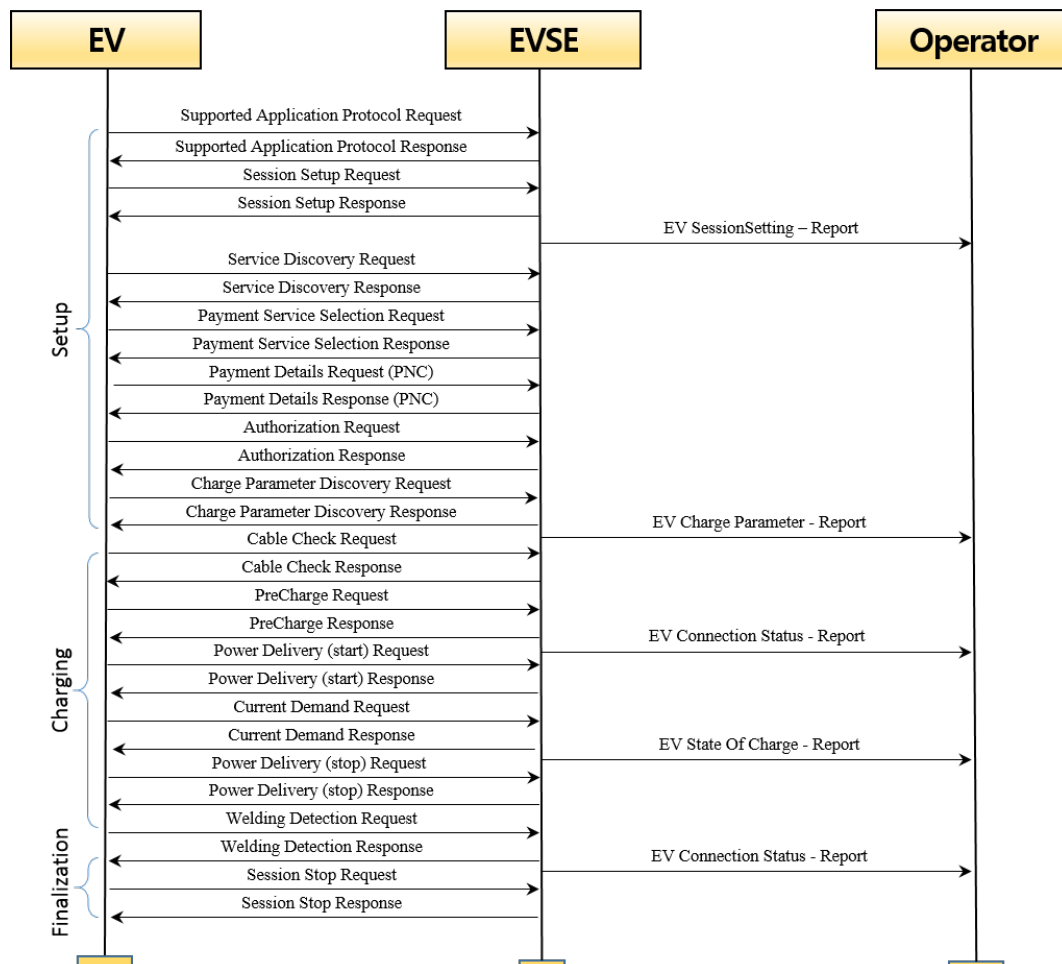 EV
EVSE
Operator
Supported Application Protocol Request
Supported Application Protocol Response
Session Setup Request
Session Setup Response
EV SessionSetting – Report
Service Discovery Request
Service Discovery Response
Payment Service Selection Request
Setup
Payment Service Selection Response
Payment Details Request (PNC)
Payment Details Response (PNC)
Authorization Request
Authorization Response
Charge Parameter Discovery Request
Charge Parameter Discovery Response
EV Charge Parameter - Report
Cable Check Request
Cable Check Response
PreCharge Request
PreCharge Response
EV Connection Status - Report
Power Delivery (start) Request
Power Delivery (start) Response
Charging
Current Demand Request
Current Demand Response
EV State Of Charge - Report
Power Delivery (stop) Request
Power Delivery (stop) Response
Welding Detection Request
Welding Detection Response
EV Connection Status - Report
Finalization
Session Stop Request
Session Stop Response